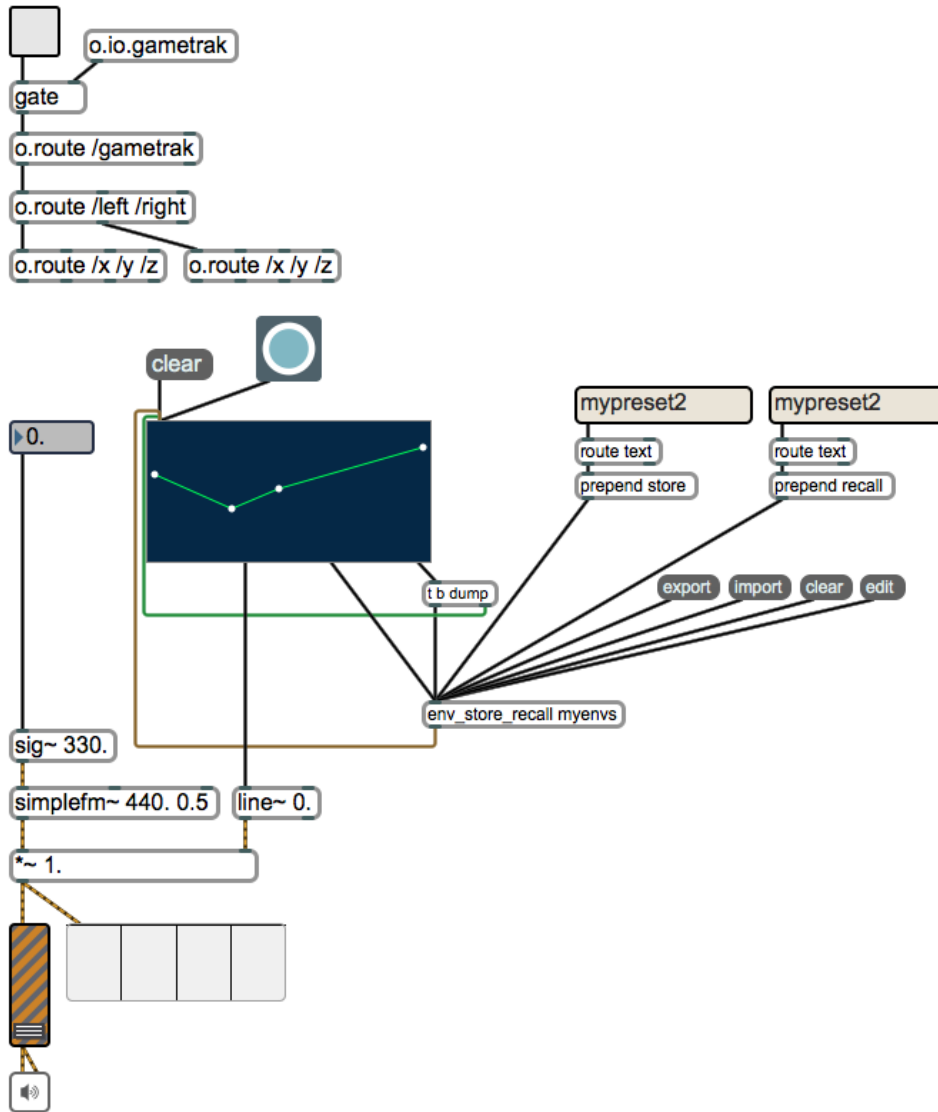 o.io.gametrak
gate
o.route /gametrak
o.route /left /right
o.route /x /y /z
o.route /x /y /z
clear
mypreset2
mypreset2
0.
route text
route text
prepend store
prepend recall
t b dump
export
import
clear
edit
env_store_recall myenvs
sig~ 330.
simplefm~ 440. 0.5
line~ 0.
*~ 1.